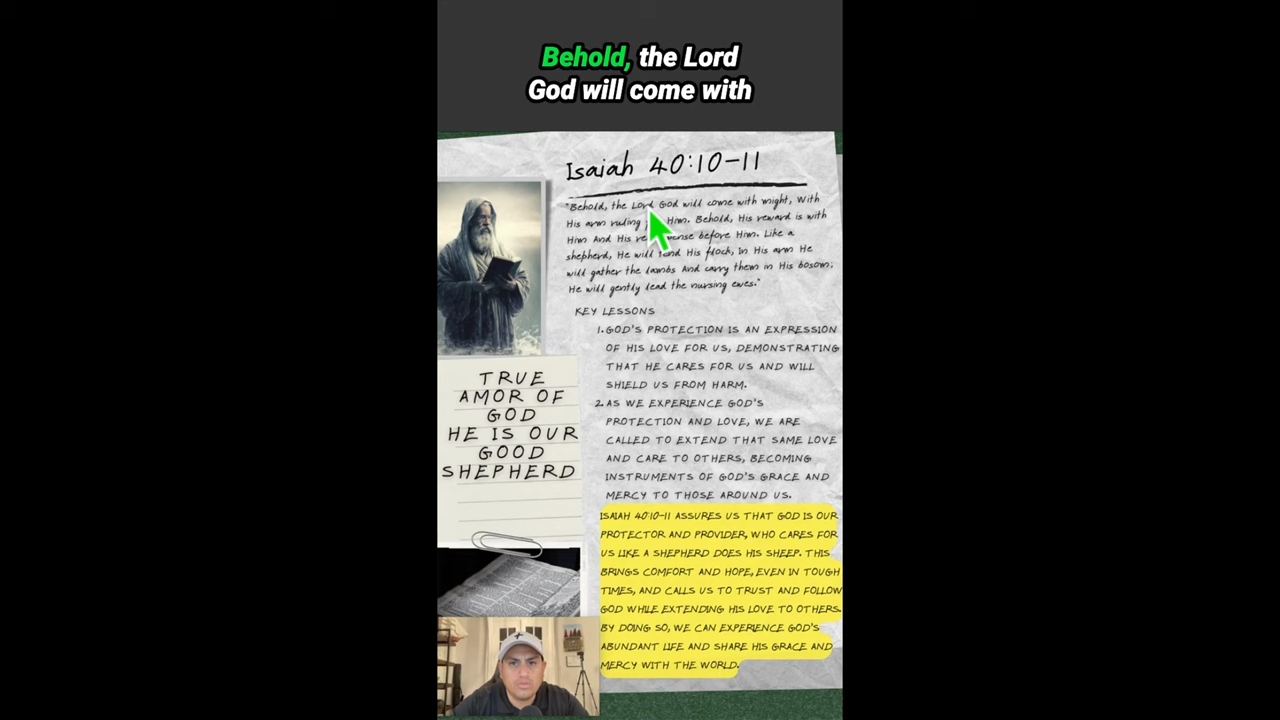 Behold, the Lord
God will come with
Isaiah 40:10-11
"Behold, the Lord God will come with might, With
His arm ruling Him. Behold, His reward is with
Him And His before Him. Like a
shepherd, He will His flock, In His arm He
will gather the lambs And carry them in His bosom;
He will gently lead the nursing ewes."
KEY LESSONS
1. GOD'S PROTECTION IS AN EXPRESSION
OF HIS LOVE FOR US, DEMONSTRATING
THAT HE CARES FOR US AND WILL
SHIELD US FROM HARM.
2. AS WE EXPERIENCE GOD'S
PROTECTION AND LOVE, WE ARE
CALLED TO EXTEND THAT SAME LOVE
AND CARE TO OTHERS, BECOMING
INSTRUMENTS OF GOD'S GRACE AND
MERCY TO THOSE AROUND US.
ISAIAH 40:10-11 ASSURES US THAT GOD IS OUR
PROTECTOR AND PROVIDER, WHO CARES FOR
US LIKE A SHEPHERD DOES HIS SHEEP. THIS
BRINGS COMFORT AND HOPE, EVEN IN TOUGH
TIMES, AND CALLS US TO TRUST AND FOLLOW
GOD WHILE EXTENDING HIS LOVE TO OTHERS.
BY DOING SO, WE CAN EXPERIENCE GOD'S
ABUNDANT LIFE AND SHARE HIS GRACE AND
MERCY WITH THE WORLD.
TRUE
AMOR OF
GOD
HE IS OUR
GOOD
SHEPHERD